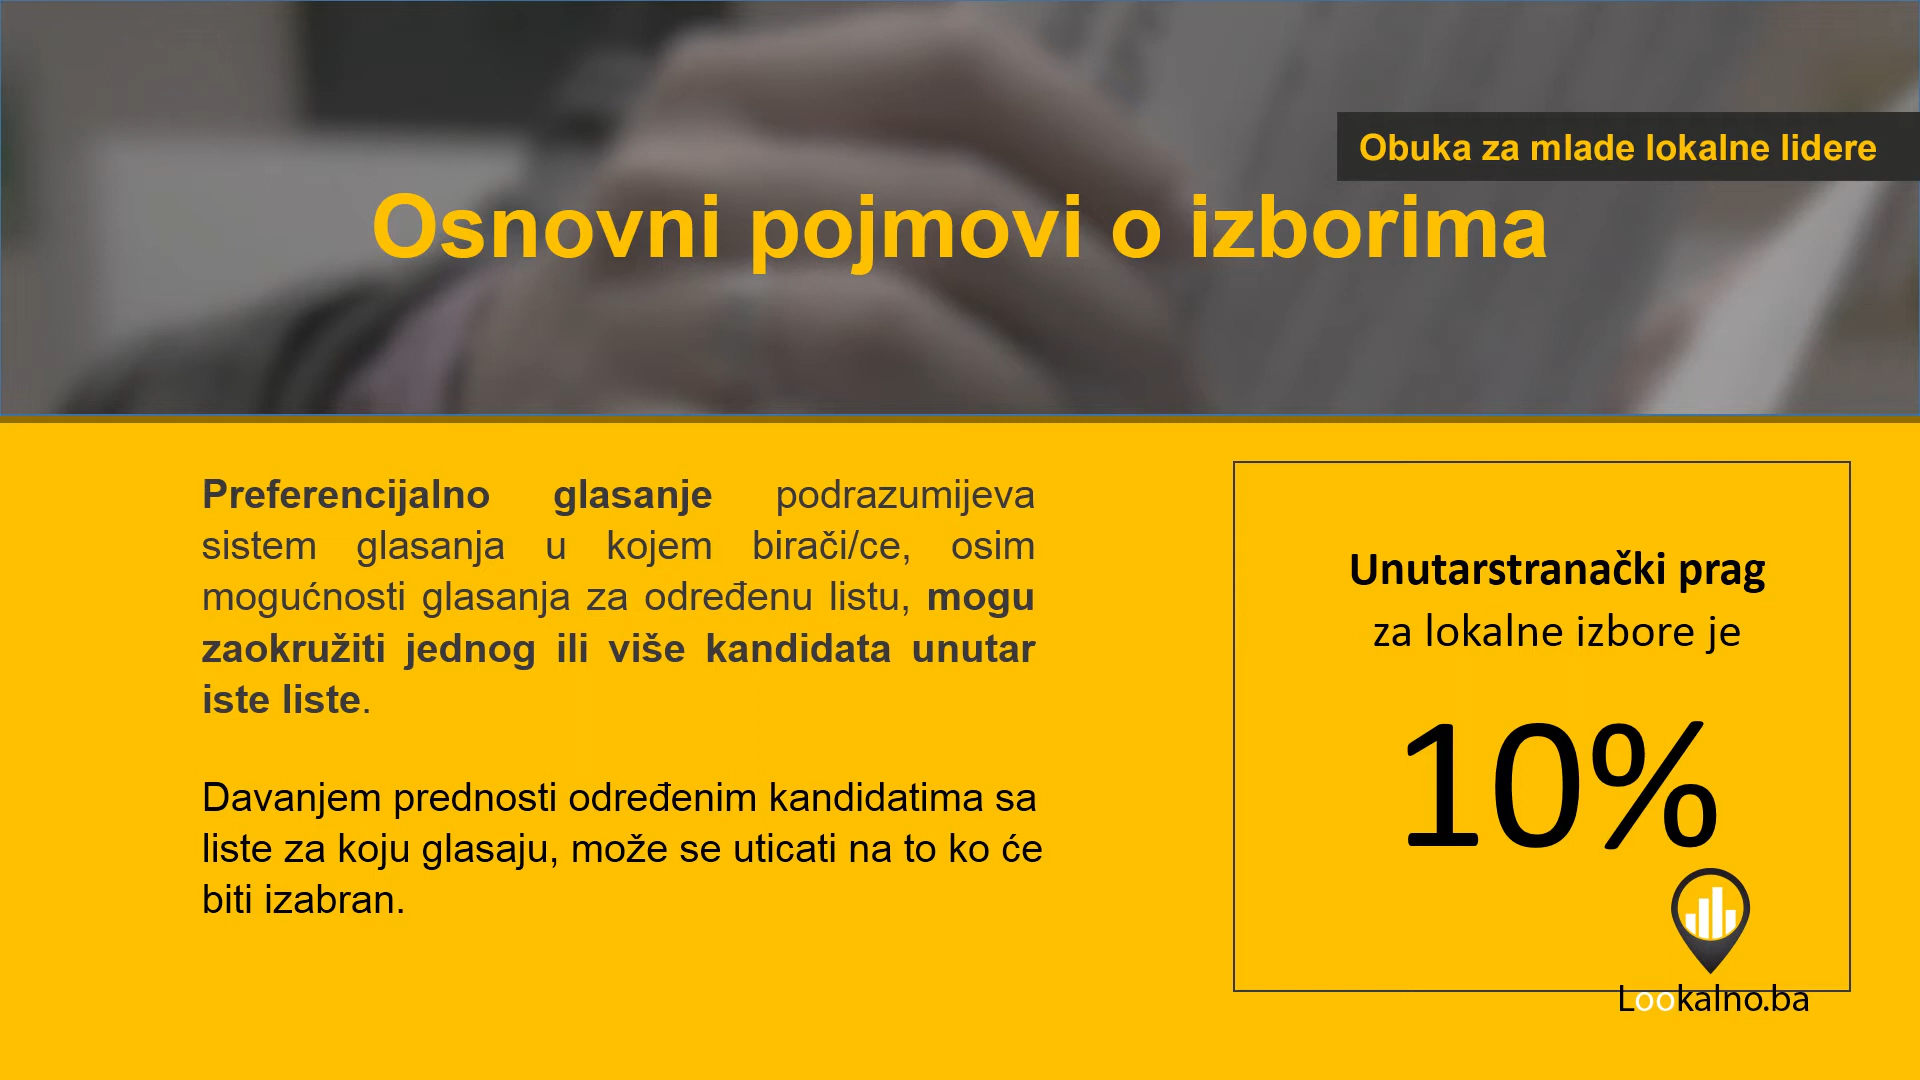 Obuka za mlade lokalne lidere
Osnovni pojmovi o izborima
Preferencijalno glasanje podrazumijeva
sistem glasanja u kojem birači/ce, osim
mogućnosti glasanja za određenu listu, mogu
zaokružiti jednog ili više kandidata unutar
iste liste.
Davanjem prednosti određenim kandidatima sa
liste za koju glasaju, može se uticati na to ko će
biti izabran.
Unutarstranački prag
za lokalne izbore je
10%
Lookalno.ba